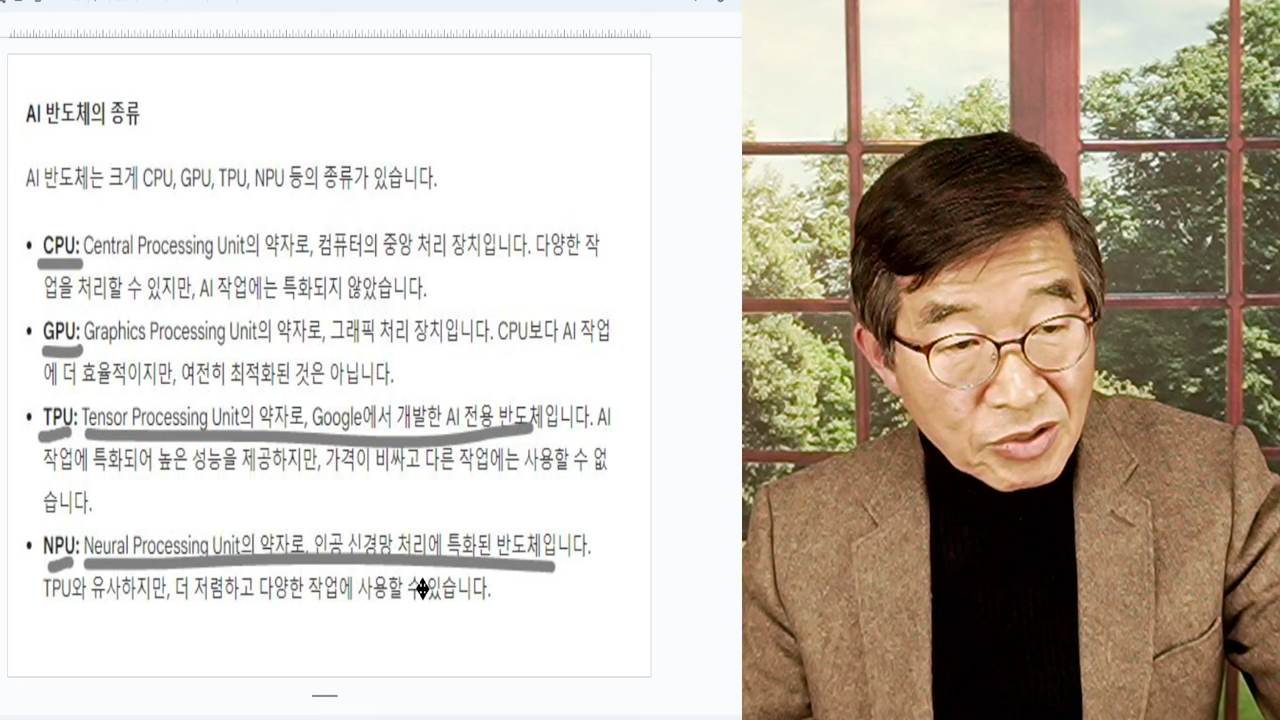 AI 반도체의 종류
AI 반도체는 크게 CPU, GPU, TPU, NPU 등의 종류가 있습니다.
• CPU: Central Processing Unit의 약자로, 컴퓨터의 중앙 처리 장치입니다. 다양한 작
업을 처리할 수 있지만, AI 작업에는 특화되지 않았습니다.
• GPU: Graphics Processing Unit의 약자로, 그래픽 처리 장치입니다. CPU보다 AI 작업
에 더 효율적이지만, 여전히 최적화된 것은 아닙니다.
• TPU: Tensor Processing Unit의 약자로, Google에서 개발한 AI 전용 반도체입니다. AI
작업에 특화되어 높은 성능을 제공하지만, 가격이 비싸고 다른 작업에는 사용할 수 없
습니다.
• NPU: Neural Processing Unit의 약자로, 인공 신경망 처리에 특화된 반도체입니다.
TPU와 유사하지만, 더 저렴하고 다양한 작업에 사용할 수 있습니다.